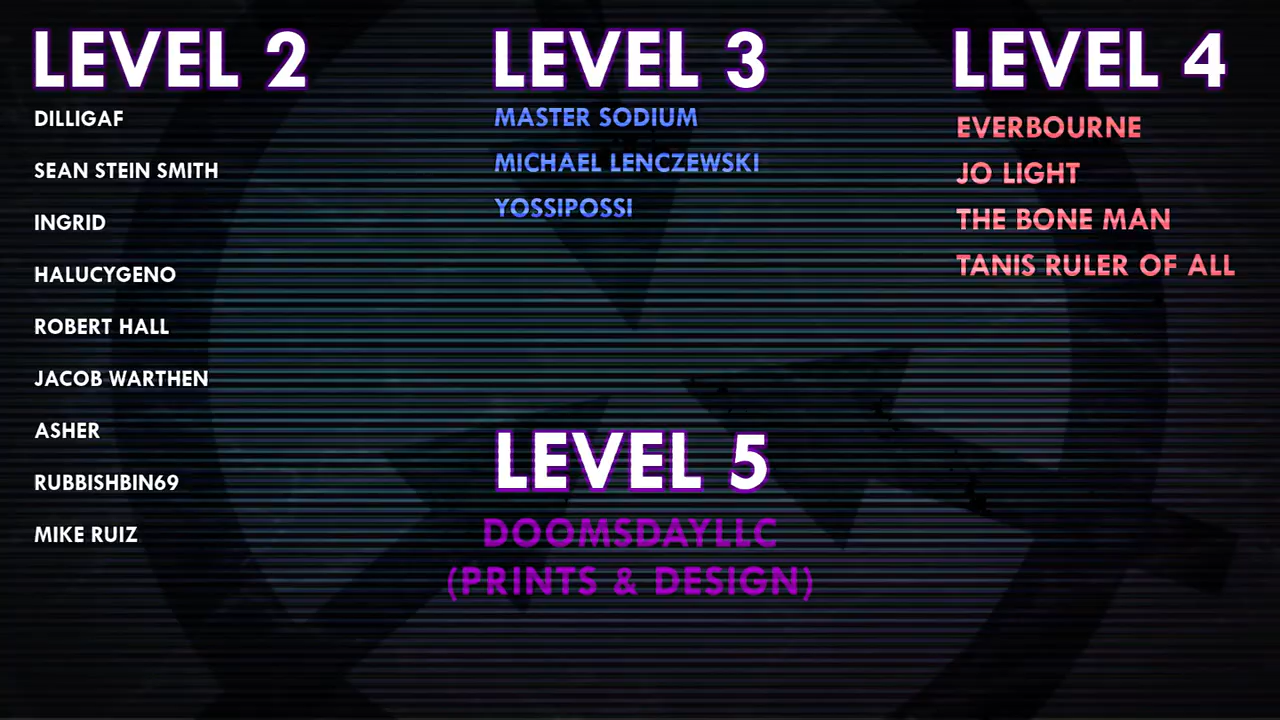 LEVEL 2
DILLIGAF
SEAN STEIN SMITH
INGRID
HALUCYGENO
ROBERT HALL
JACOB WARTHEN
ASHER
RUBBISHBIN69
MIKE RUIZ
LEVEL 3
MASTER SODIUM
MICHAEL LENCZEWSKI
YOSSIPOSSI
LEVEL 4
EVERBOURNE
JO LIGHT
THE BONE MAN
TANIS RULER OF ALL
LEVEL 5
DOOMSDAYLLC
(PRINTS & DESIGN)